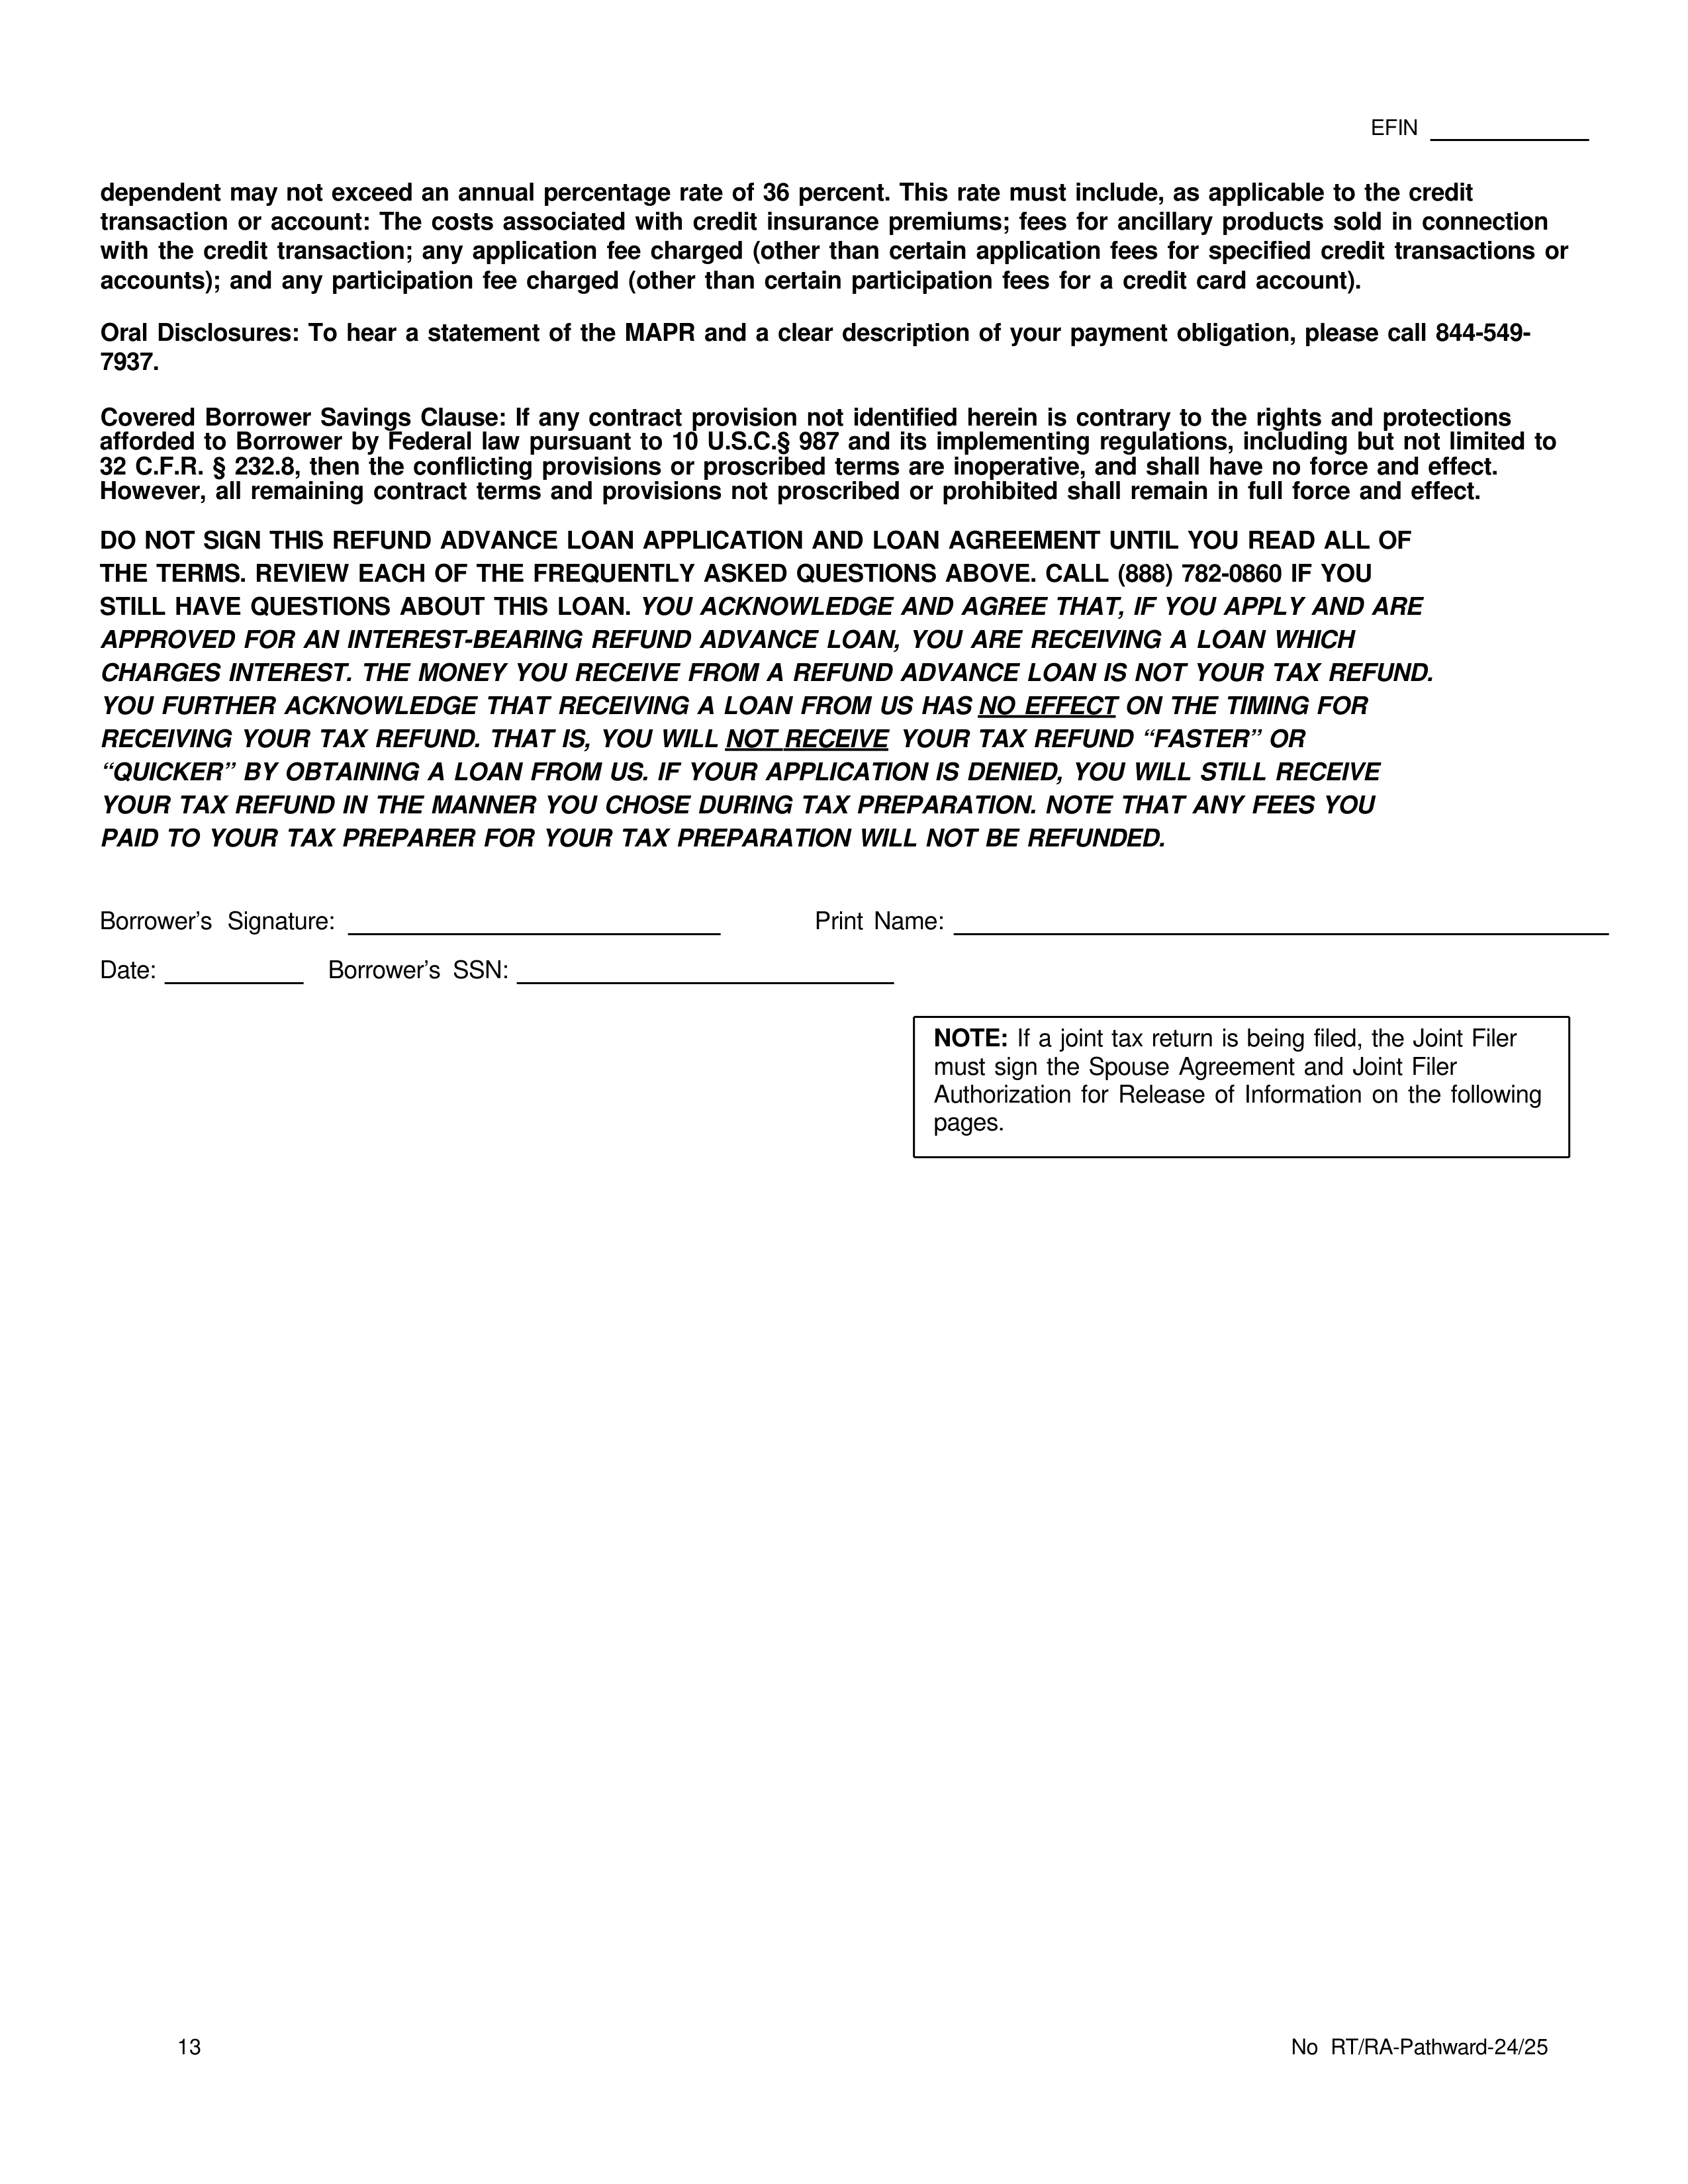 EFIN
dependent may not exceed an annual percentage rate of 36 percent. This rate must include, as applicable to the credit
transaction or account: The costs associated with credit insurance premiums; fees for ancillary products sold in connection
with the credit transaction; any application fee charged (other than certain application fees for specified credit transactions or
accounts); and any participation fee charged (other than certain participation fees for a credit card account).
Oral Disclosures: To hear a statement of the MAPR and a clear description of your payment obligation, please call 844-549-
7937.
Covered Borrower Savings Clause: If any contract provision not identified herein is contrary to the rights and protections
afforded to Borrower by Federal law pursuant to 10 U.S.C.§ 987 and its implementing regulations, including but not limited to
32 C.F.R. § 232.8, then the conflicting provisions or proscribed terms are inoperative, and shall have no force and effect.
However, all remaining contract terms and provisions not proscribed or prohibited shall remain in full force and effect.
DO NOT SIGN THIS REFUND ADVANCE LOAN APPLICATION AND LOAN AGREEMENT UNTIL YOU READ ALL OF
THE TERMS. REVIEW EACH OF THE FREQUENTLY ASKED QUESTIONS ABOVE. CALL (888) 782-0860 IF YOU
STILL HAVE QUESTIONS ABOUT THIS LOAN. YOU ACKNOWLEDGE AND AGREE THAT, IF YOU APPLY AND ARE
APPROVED FOR AN INTEREST-BEARING REFUND ADVANCE LOAN, YOU ARE RECEIVING A LOAN WHICH
CHARGES INTEREST. THE MONEY YOU RECEIVE FROM A REFUND ADVANCE LOAN IS NOT YOUR TAX REFUND.
YOU FURTHER ACKNOWLEDGE THAT RECEIVING A LOAN FROM US HAS NO EFFECT ON THE TIMING FOR
RECEIVING YOUR TAX REFUND. THAT IS, YOU WILL NOT RECEIVE YOUR TAX REFUND “FASTER” OR
“QUICKER” BY OBTAINING A LOAN FROM US. IF YOUR APPLICATION IS DENIED, YOU WILL STILL RECEIVE
YOUR TAX REFUND IN THE MANNER YOU CHOSE DURING TAX PREPARATION. NOTE THAT ANY FEES YOU
PAID TO YOUR TAX PREPARER FOR YOUR TAX PREPARATION WILL NOT BE REFUNDED.
Borrower’s Signature: Print Name:
Date: Borrower’s SSN:
NOTE: If a joint tax return is being filed, the Joint Filer
must sign the Spouse Agreement and Joint Filer
Authorization for Release of Information on the following
pages.
13 No RT/RA-Pathward-24/25